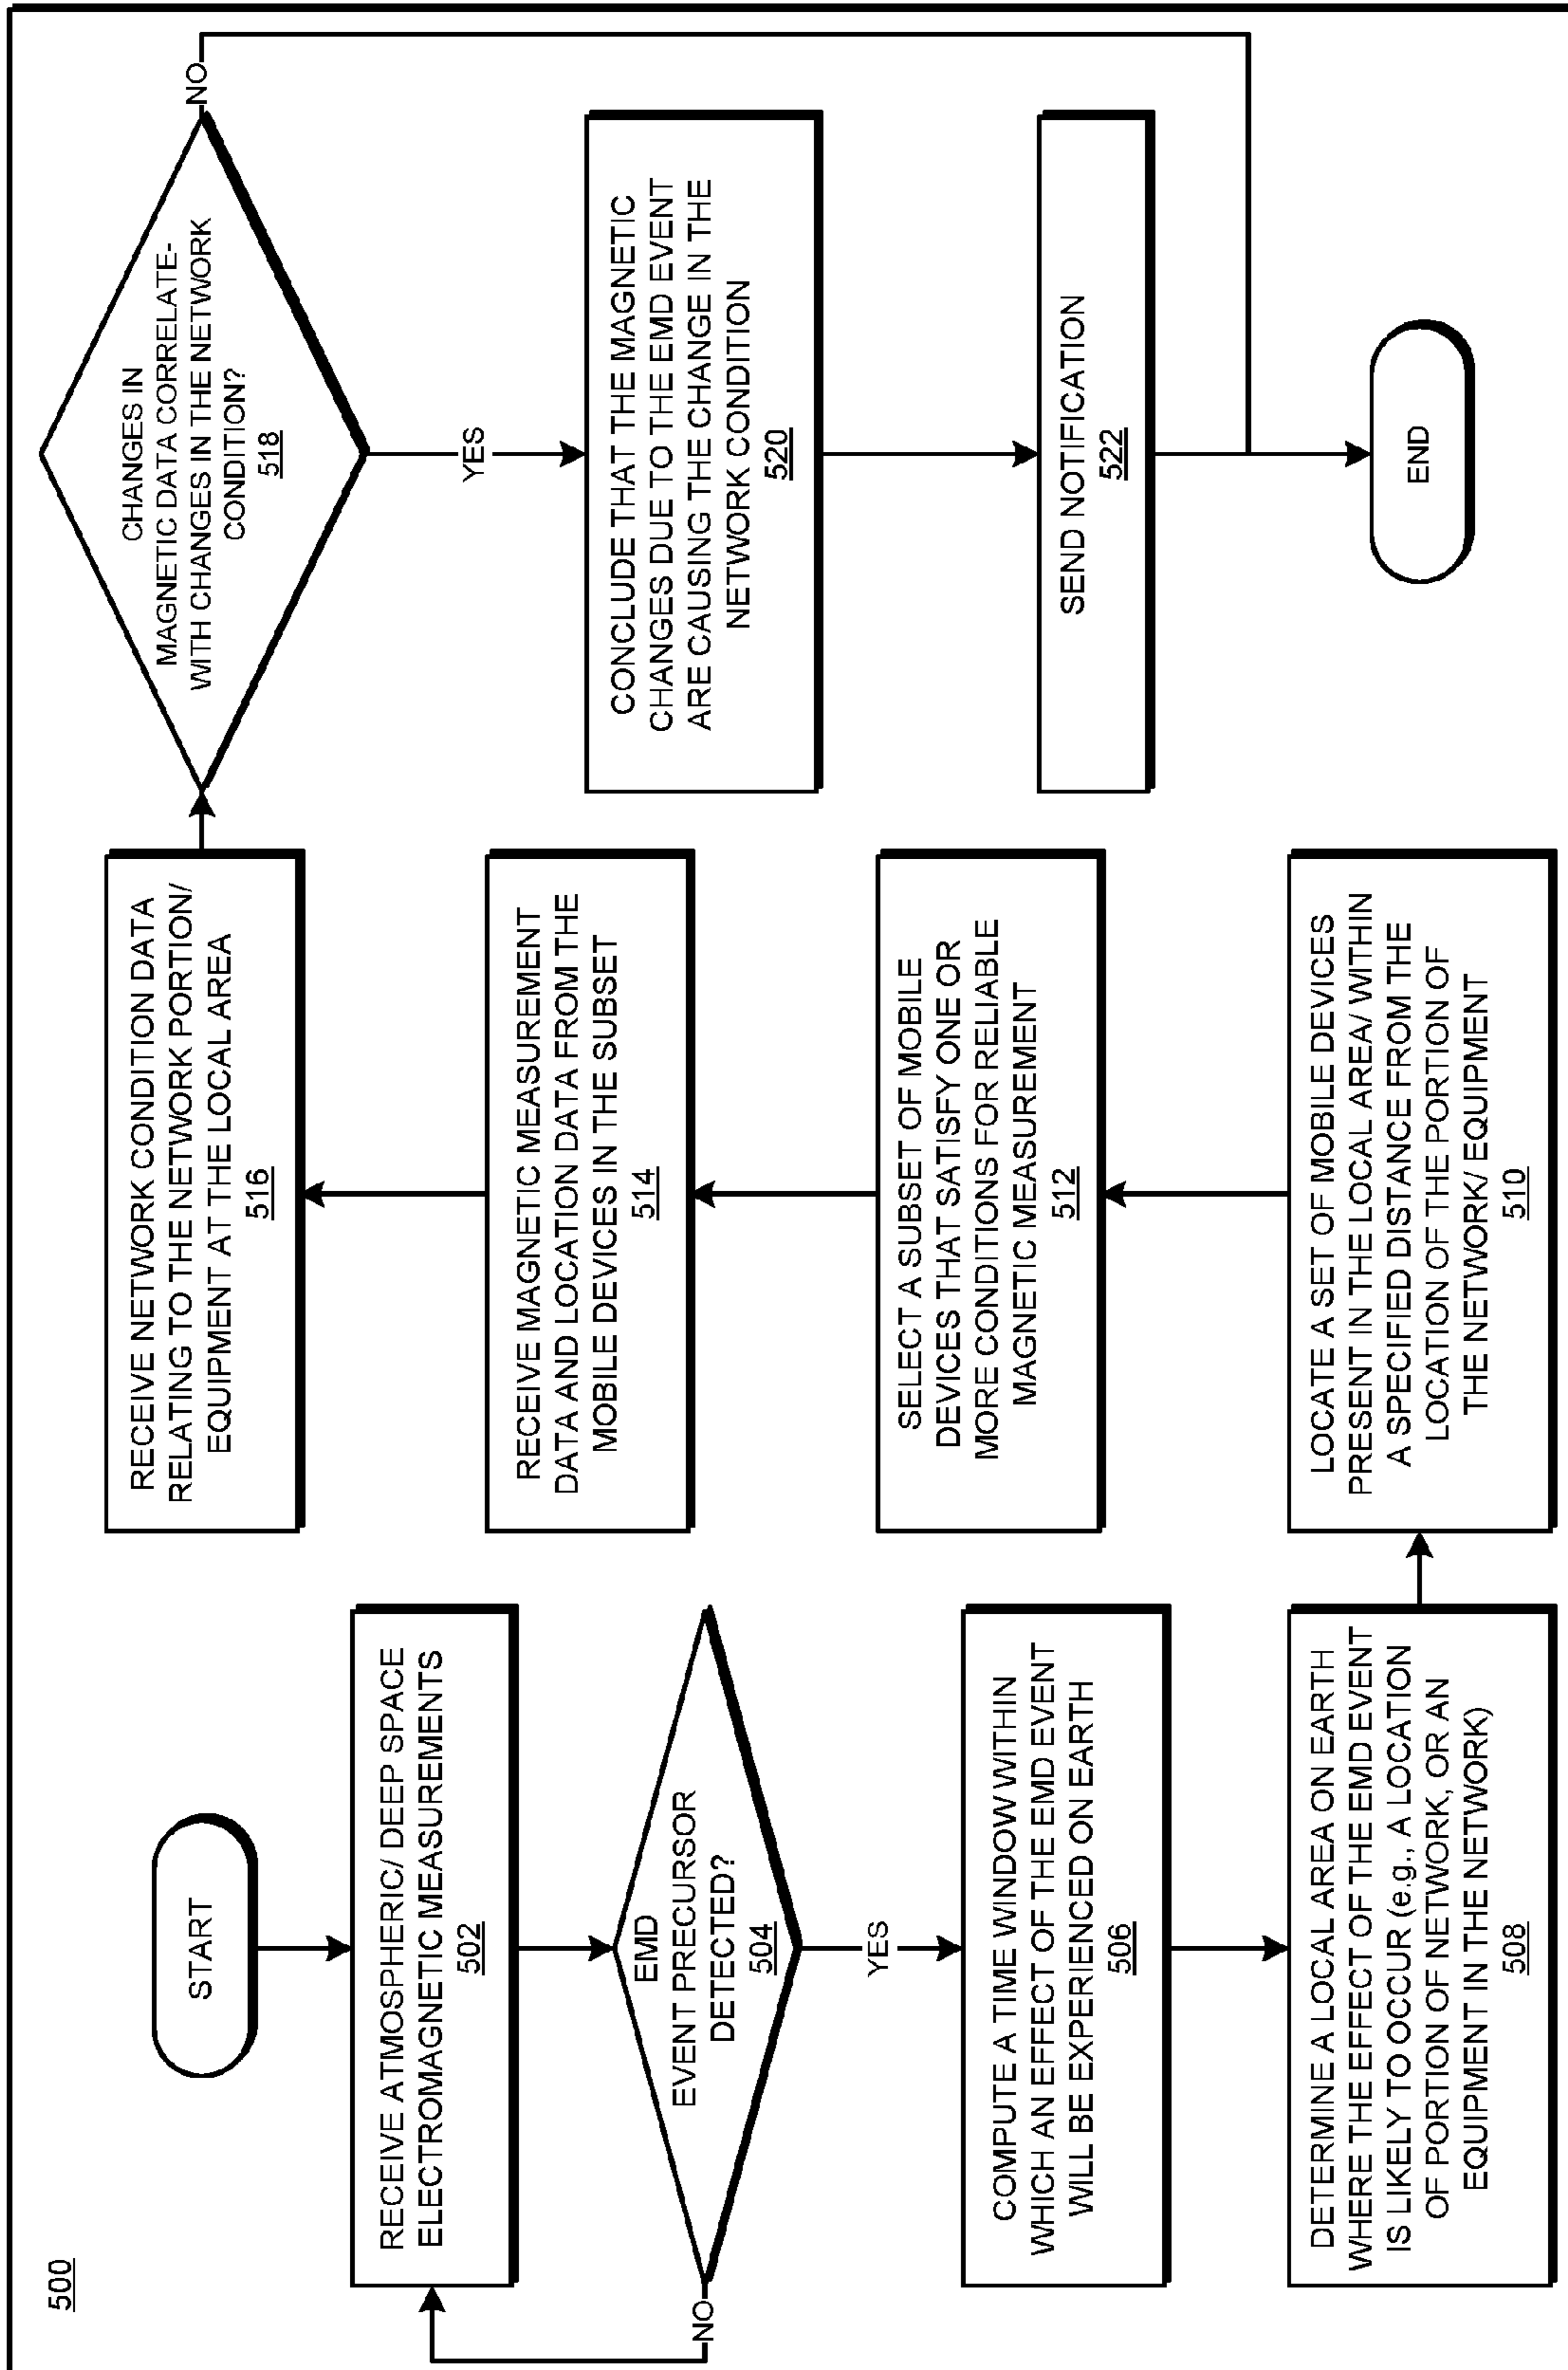 500
START
RECEIVE ATMOSPHERIC/ DEEP SPACE
ELECTROMAGNETIC MEASUREMENTS
502
EMD
EVENT PRECURSOR
DETECTED?
504
NO
YES
COMPUTE A TIME WINDOW WITHIN
WHICH AN EFFECT OF THE EMD EVENT
WILL BE EXPERIENCED ON EARTH
506
DETERMINE A LOCAL AREA ON EARTH
WHERE THE EFFECT OF THE EMD EVENT
IS LIKELY TO OCCUR (e.g., A LOCATION
OF PORTION OF NETWORK, OR AN
EQUIPMENT IN THE NETWORK)
508
LOCATE A SET OF MOBILE DEVICES
PRESENT IN THE LOCAL AREA/ WITHIN
A SPECIFIED DISTANCE FROM THE
LOCATION OF THE PORTION OF
THE NETWORK/ EQUIPMENT
510
SELECT A SUBSET OF MOBILE
DEVICES THAT SATISFY ONE OR
MORE CONDITIONS FOR RELIABLE
MAGNETIC MEASUREMENT
512
RECEIVE MAGNETIC MEASUREMENT
DATA AND LOCATION DATA FROM THE
MOBILE DEVICES IN THE SUBSET
514
RECEIVE NETWORK CONDITION DATA
RELATING TO THE NETWORK PORTION/
EQUIPMENT AT THE LOCAL AREA
516
CHANGES IN
MAGNETIC DATA CORRELATE-
WITH CHANGES IN THE NETWORK
CONDITION?
518
NO
YES
CONCLUDE THAT THE MAGNETIC
CHANGES DUE TO THE EMD EVENT
ARE CAUSING THE CHANGE IN THE
NETWORK CONDITION
520
SEND NOTIFICATION
522
END